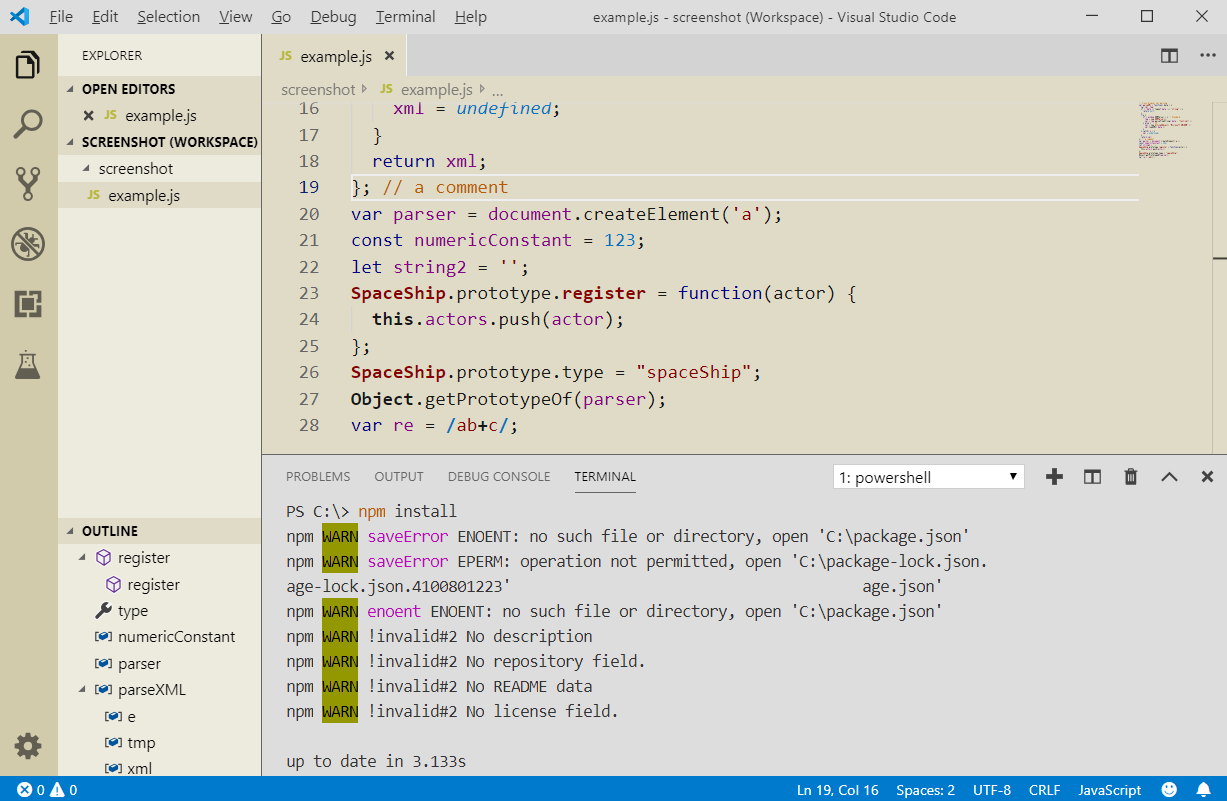 File Edit Selection View Go Debug Terminal Help example.js - screenshot (Workspace) - Visual Studio Code
EXPLORER
OPEN EDITORS
JS example.js
SCREENSHOT (WORKSPACE)
screenshot
JS example.js
OUTLINE
register
register
type
numericConstant
parser
parseXML
e
tmp
xml
JS example.js
screenshot JS example.js ...
16 xml = undefined;
17 }
18 return xml;
19 }; // a comment
20 var parser = document.createElement('a');
21 const numericConstant = 123;
22 let string2 = '';
23 SpaceShip.prototype.register = function(actor) {
24 this.actors.push(actor);
25 };
26 SpaceShip.prototype.type = "spaceShip";
27 Object.getPrototypeOf(parser);
28 var re = /ab+c/;
PROBLEMS OUTPUT DEBUG CONSOLE TERMINAL 1: powershell
PS C:\> npm install
npm WARN saveError ENOENT: no such file or directory, open 'C:\package.json'
npm WARN saveError EPERM: operation not permitted, open 'C:\package-lock.json.
age-lock.json.4100801223' age.json'
npm WARN enoent ENOENT: no such file or directory, open 'C:\package.json'
npm WARN !invalid#2 No description
npm WARN !invalid#2 No repository field.
npm WARN !invalid#2 No README data
npm WARN !invalid#2 No license field.
up to date in 3.133s
0 0 Ln 19, Col 16 Spaces: 2 UTF-8 CRLF JavaScript